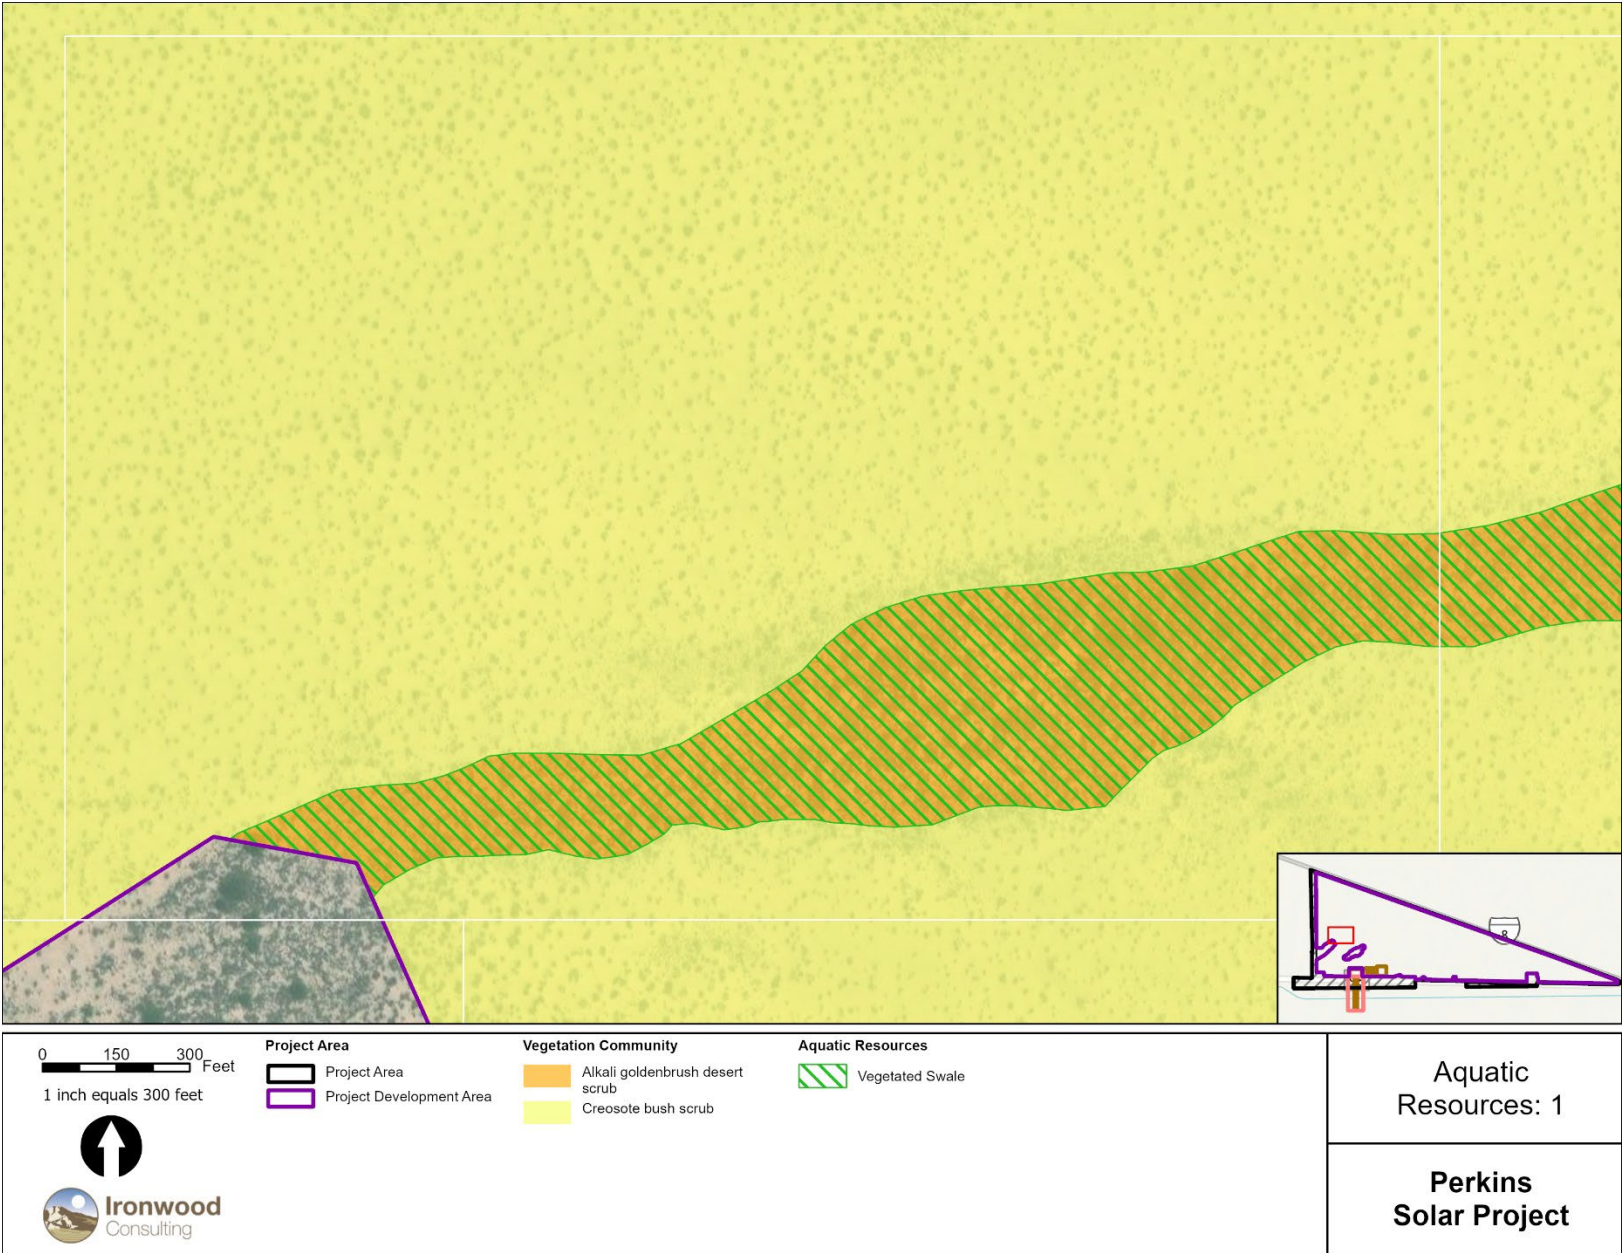 8
0 150 300 Feet
1 inch equals 300 feet
Ironwood
Consulting
Project Area
Project Area
Project Development Area
Vegetation Community
Alkali goldenbrush desert
scrub
Creosote bush scrub
Aquatic Resources
Vegetated Swale
Aquatic
Resources: 1
Perkins
Solar Project